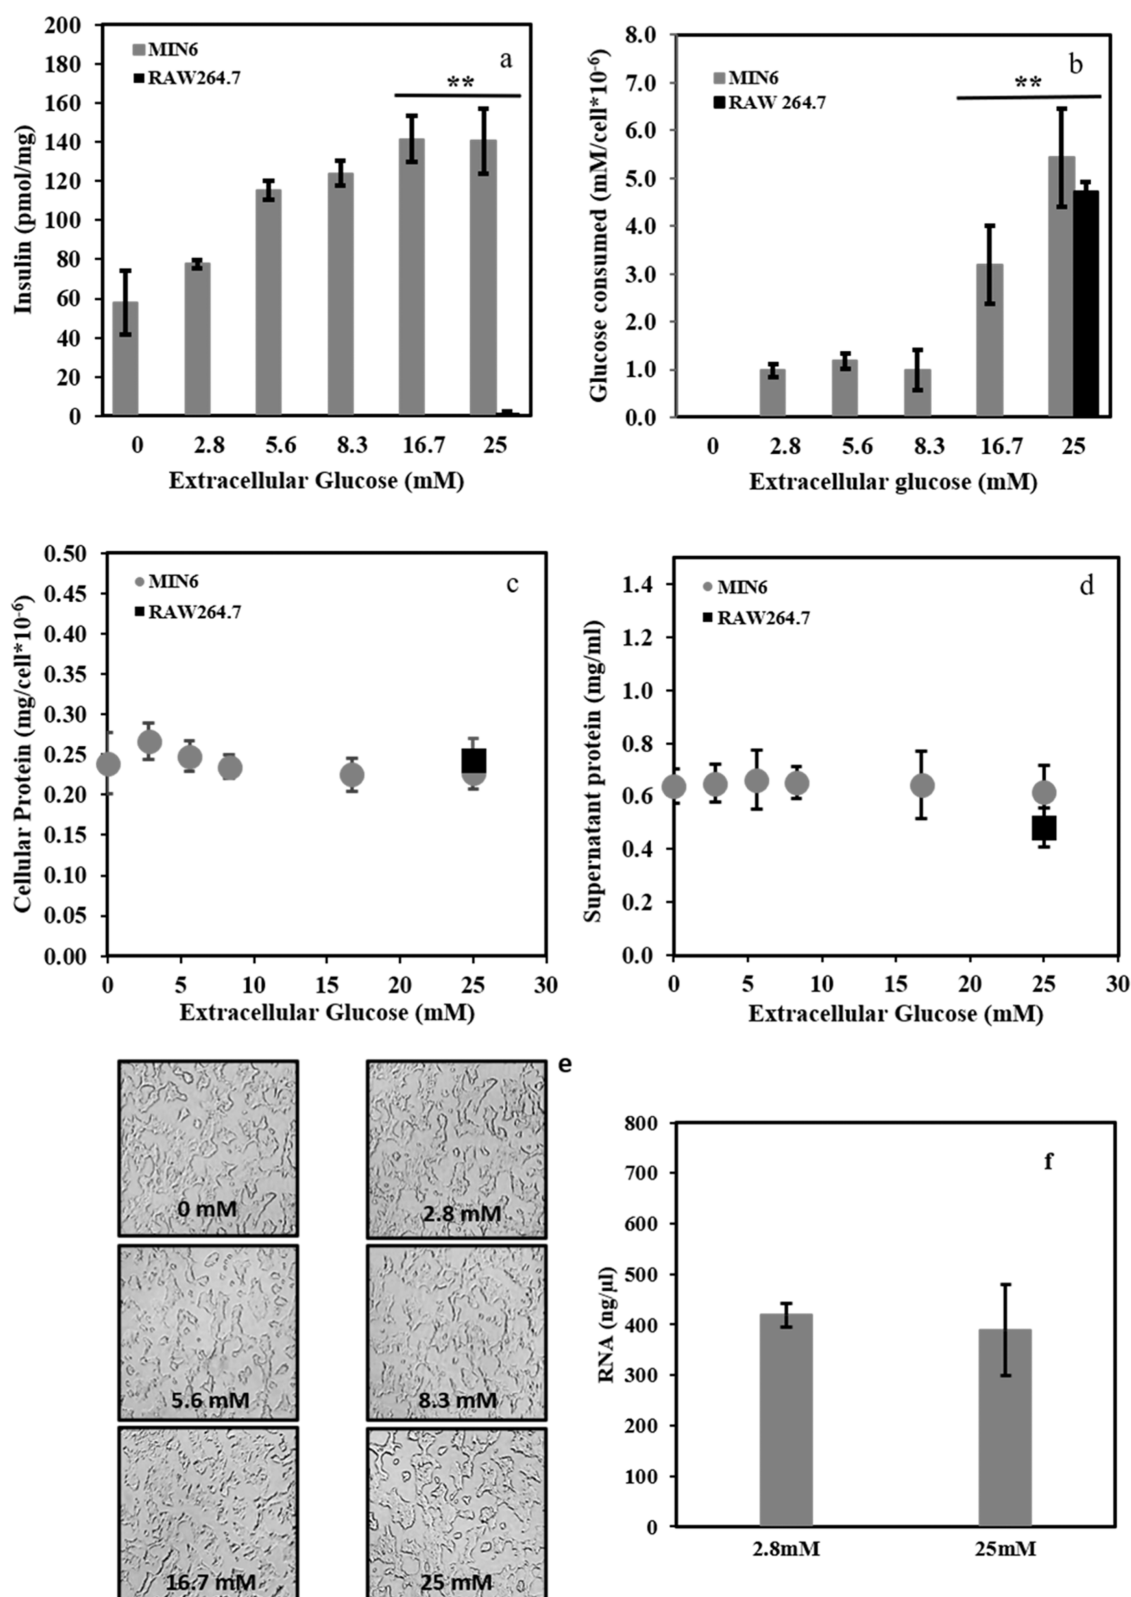 200
180
160
140
120
100
80
60
40
20
0
Insulin (pmol/mg)
MIN6
RAW264.7
a
**
0 2.8 5.6 8.3 16.7 25
Extracellular Glucose (mM)
8.0
7.0
6.0
5.0
4.0
3.0
2.0
1.0
0.0
Glucose consumed (mM/cell*10-6)
MIN6
RAW 264.7
b
**
0 2.8 5.6 8.3 16.7 25
Extracellular glucose (mM)
0.50
0.45
0.40
0.35
0.30
0.25
0.20
0.15
0.10
0.05
0.00
Cellular Protein (mg/cell*10-6)
MIN6
RAW264.7
c
0 5 10 15 20 25 30
Extracellular Glucose (mM)
1.4
1.2
1.0
0.8
0.6
0.4
0.2
0.0
Supernatant protein (mg/ml)
MIN6
RAW264.7
d
0 5 10 15 20 25 30
Extracellular Glucose (mM)
e
0 mM
2.8 mM
5.6 mM
8.3 mM
16.7 mM
25 mM
800
700
600
500
400
300
200
100
0
RNA (ng/µl)
f
2.8mM 25mM